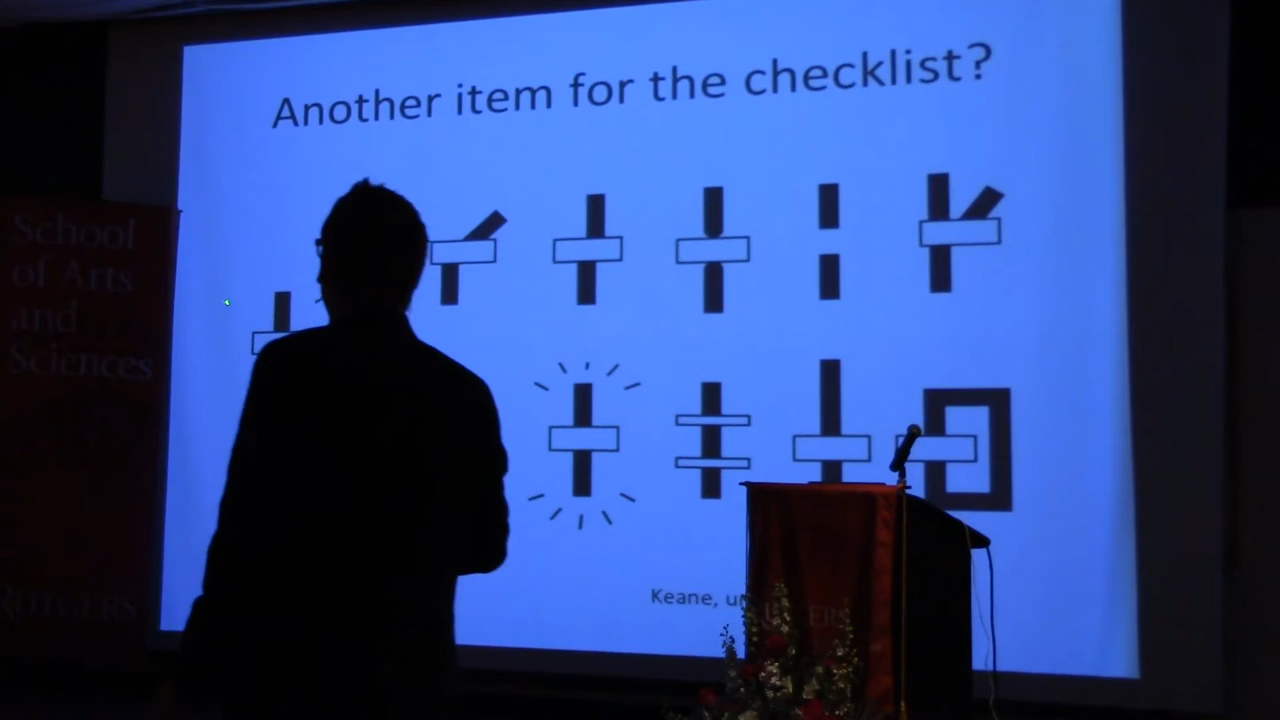 Another item for the checklist?
School
of Arts
and
Sciences
Keane,
RUTGERS